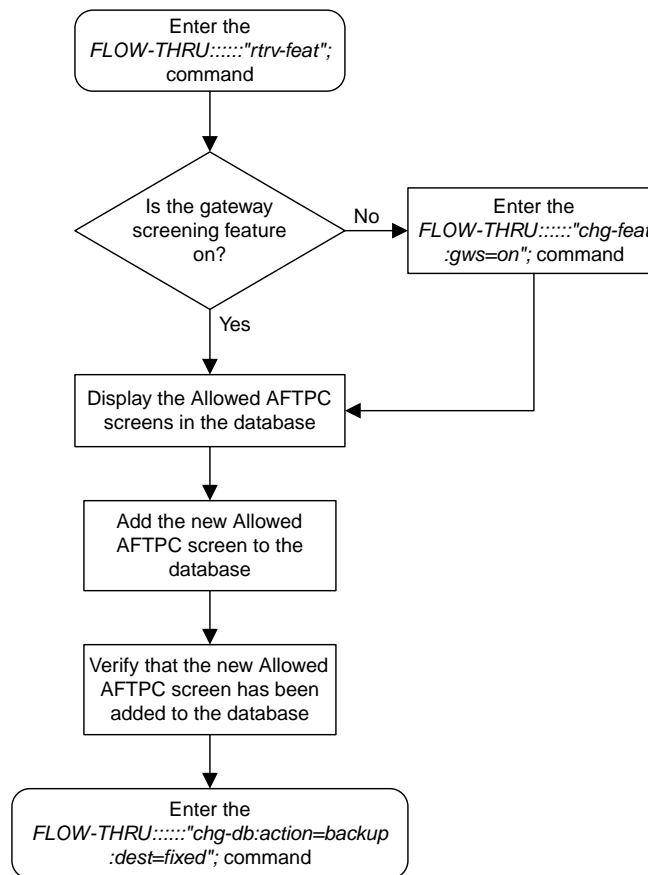 Enter the
FLOW-THRU::::::"rtrv-feat";
command
Is the gateway
screening feature
on?
No
Enter the
FLOW-THRU::::::"chg-feat
:gws=on"; command
Yes
Display the Allowed AFTPC
screens in the database
Add the new Allowed
AFTPC screen to the
database
Verify that the new Allowed
AFTPC screen has been
added to the database
Enter the
FLOW-THRU::::::"chg-db:action=backup
:dest=fixed"; command